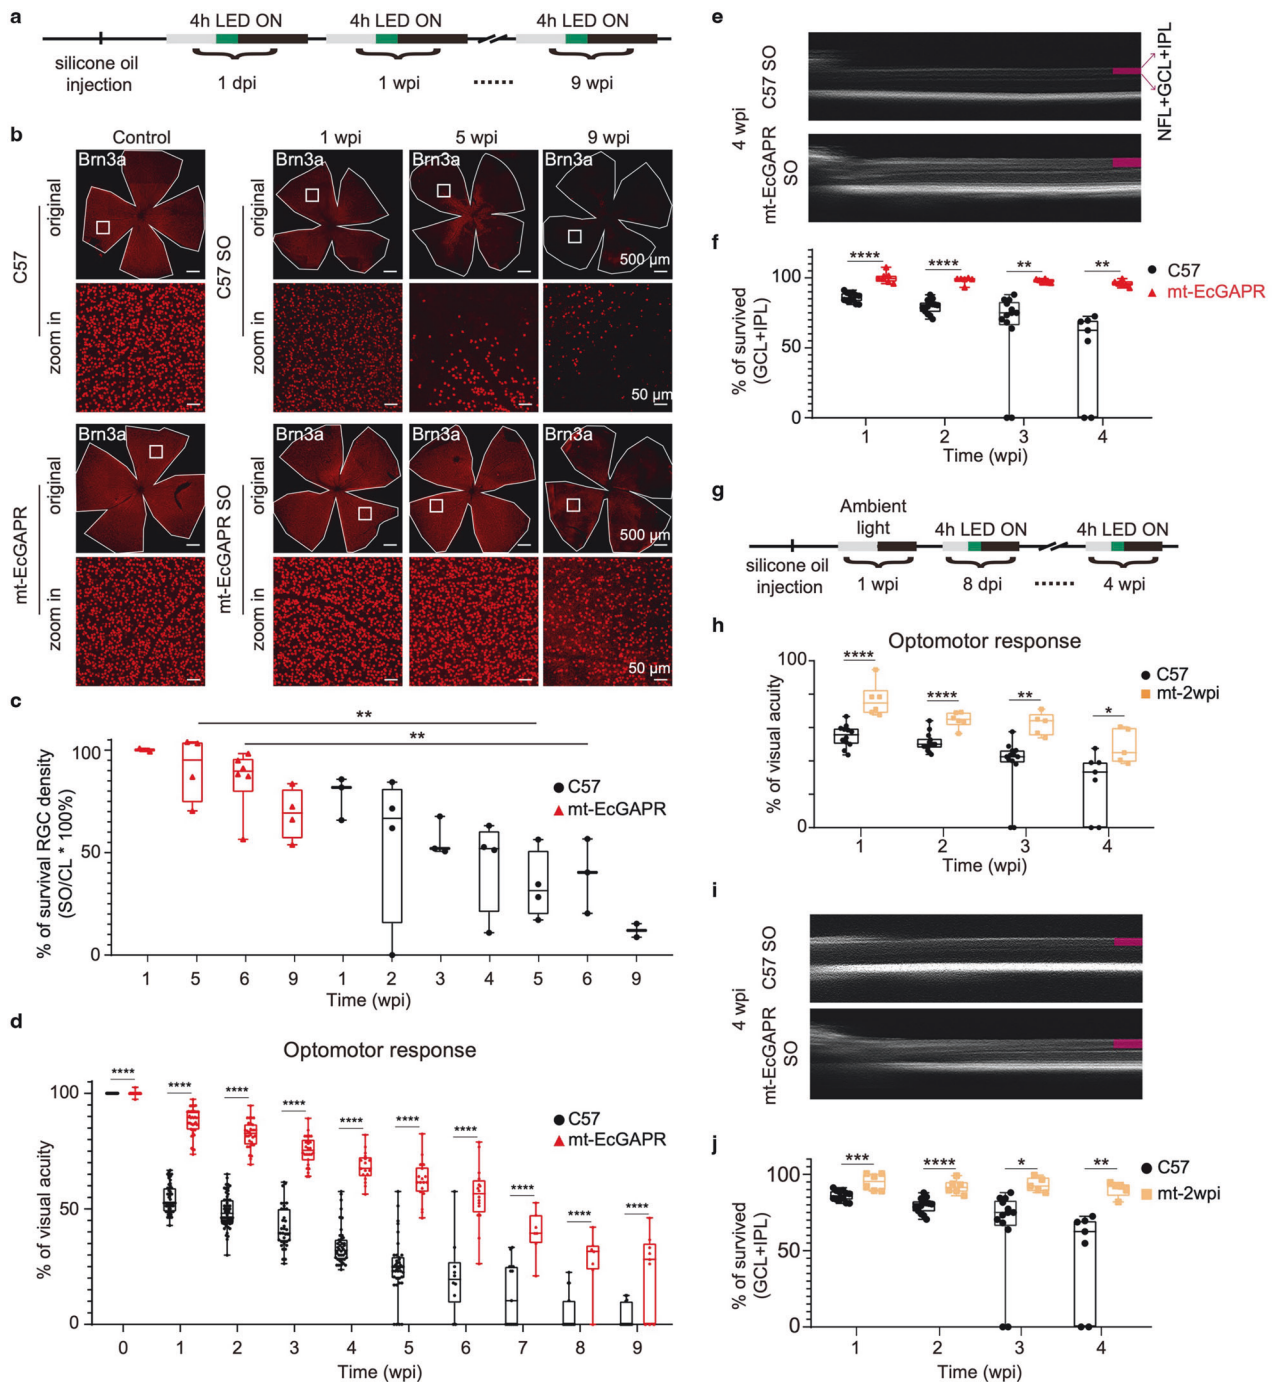 a
4h LED ON 4h LED ON 4h LED ON
silicone oil
injection
1 dpi 1 wpi ...... 9 wpi
b
Control 1 wpi 5 wpi 9 wpi
C57
original
zoom in
C57 SO
original
zoom in
Brn3a Brn3a Brn3a Brn3a
500 µm
50 µm
mt-EcGAPR
original
zoom in
mt-EcGAPR SO
original
zoom in
Brn3a Brn3a Brn3a Brn3a
500 µm
50 µm
c
**
**
% of survival RGC density
(SO/CL * 100%)
100
50
0
C57
mt-EcGAPR
1 5 6 9 1 2 3 4 5 6 9
Time (wpi)
d
Optomotor response
% of visual acuity
100
50
0
**** **** **** **** **** **** **** **** **** ****
C57
mt-EcGAPR
0 1 2 3 4 5 6 7 8 9
Time (wpi)
e
4 wpi
C57 SO
mt-EcGAPR
SO
NFL+GCL+IPL
f
% of survived
(GCL+IPL)
100
50
0
**** **** ** **
C57
mt-EcGAPR
1 2 3 4
Time (wpi)
g
Ambient
light
4h LED ON 4h LED ON
silicone oil
injection
1 wpi 8 dpi ...... 4 wpi
h
Optomotor response
% of visual acuity
100
0
**** **** ** *
C57
mt-2wpi
1 2 3 4
Time (wpi)
i
4 wpi
C57 SO
mt-EcGAPR
SO
j
% of survived
(GCL+IPL)
100
50
0
*** **** * **
C57
mt-2wpi
1 2 3 4
Time (wpi)